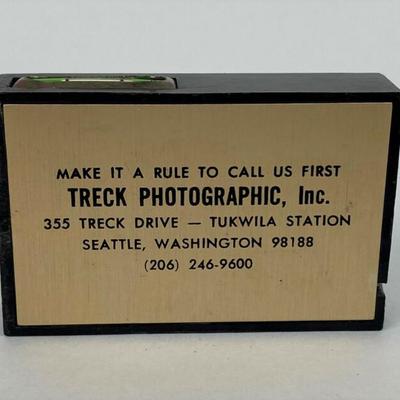 MAKE IT A RULE TO CALL US FIRST
TRECK PHOTOGRAPHIC, Inc.
355 TRECK DRIVE — TUKWILA STATION
SEATTLE, WASHINGTON 98188
(206) 246-9600